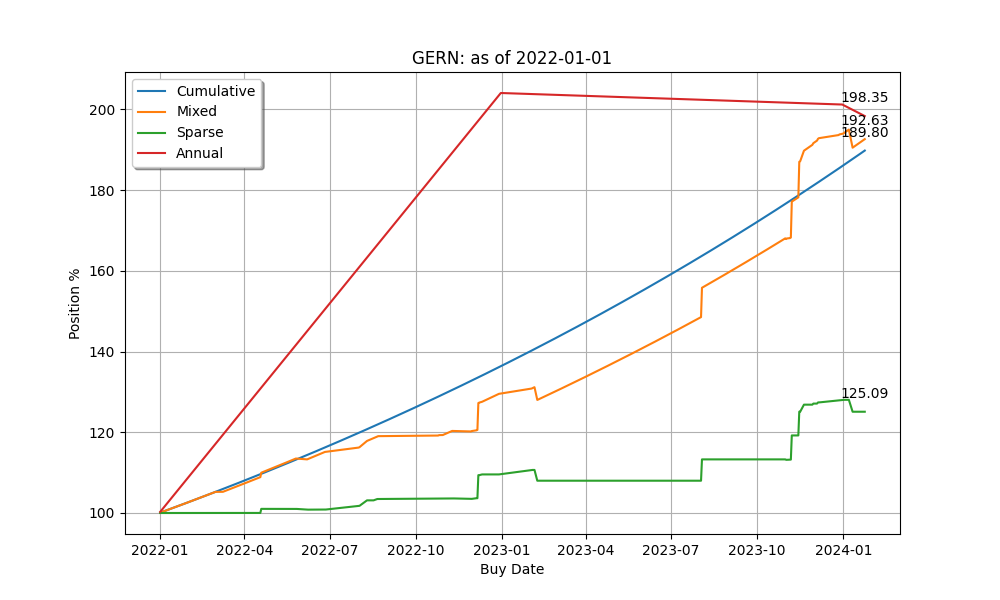 GERN: as of 2022-01-01
Cumulative
Mixed
Sparse
Annual
198.35
192.63
189.80
125.09
200
180
160
140
120
100
Position %
2022-01 2022-04 2022-07 2022-10 2023-01 2023-04 2023-07 2023-10 2024-01
Buy Date